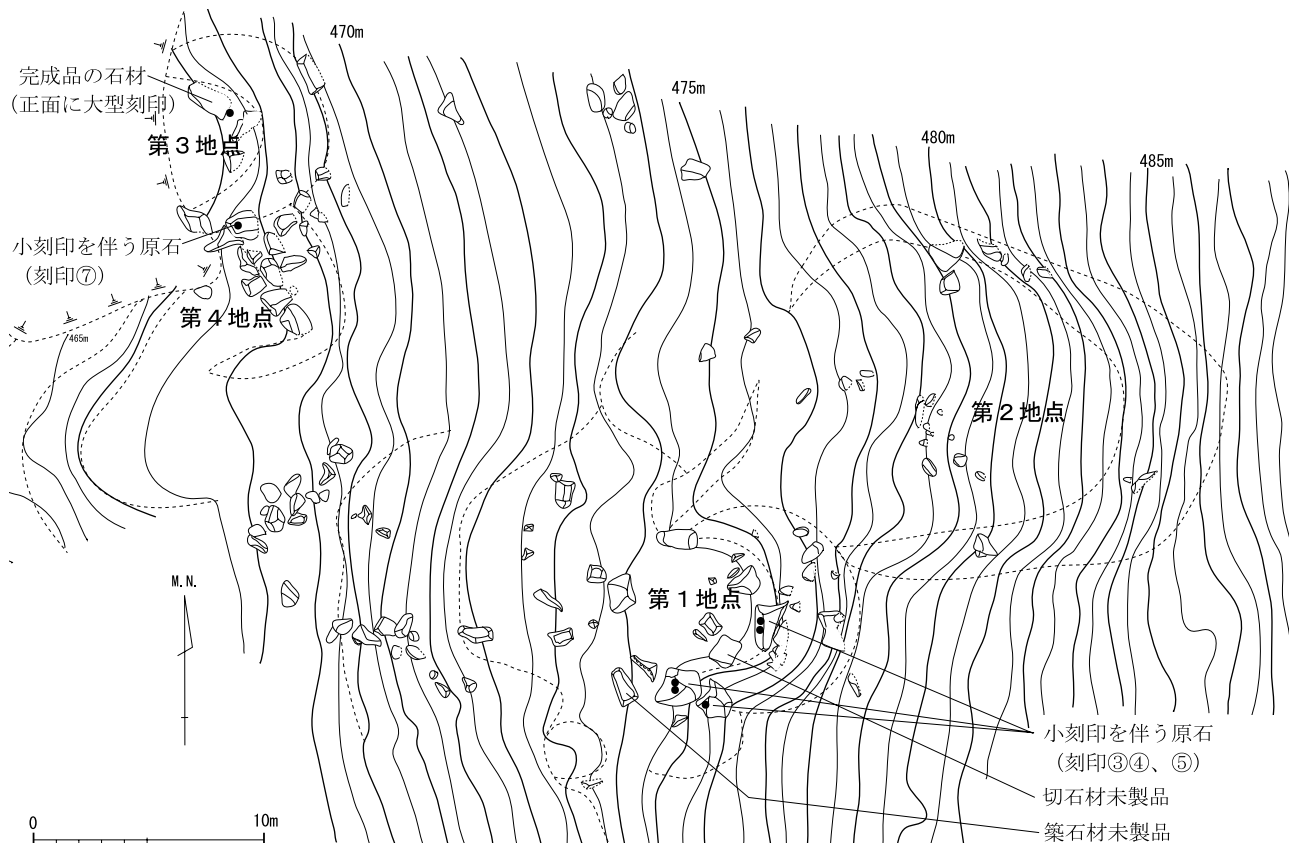 470m
475m
480m
485m
完成品の石材
(正面に大型刻印)
第3地点
小刻印を伴う原石
(刻印⑦)
第4地点
465m
第2地点
M.N.
第1地点
小刻印を伴う原石
(刻印③④、⑤)
切石材未製品
築石材未製品
0
10m